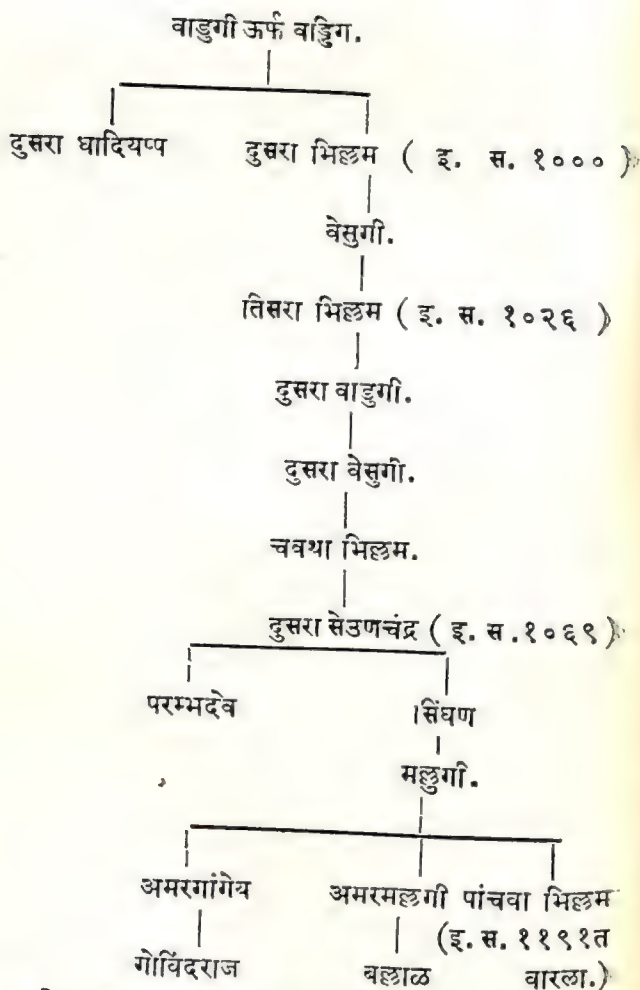 वाडुगी ऊर्फ वड्डिग.
दुसरा धादियप्प दुसरा भिल्लम ( इ. स. १००० )
वेसुगी.
तिसरा भिल्लम ( इ. स. १०२६ )
दुसरा वाडुगी.
दुसरा वेसुगी.
चवथा भिल्लम.
दुसरा सेउणचंद्र ( इ. स. १०६९ )
परम्भदेव सिंघण
मल्लुगी.
अमरगांगेय अमरमल्लगी पांचवा भिल्लम
(इ. स. ११९१त
गोविंदराज बल्लाळ वारला.)